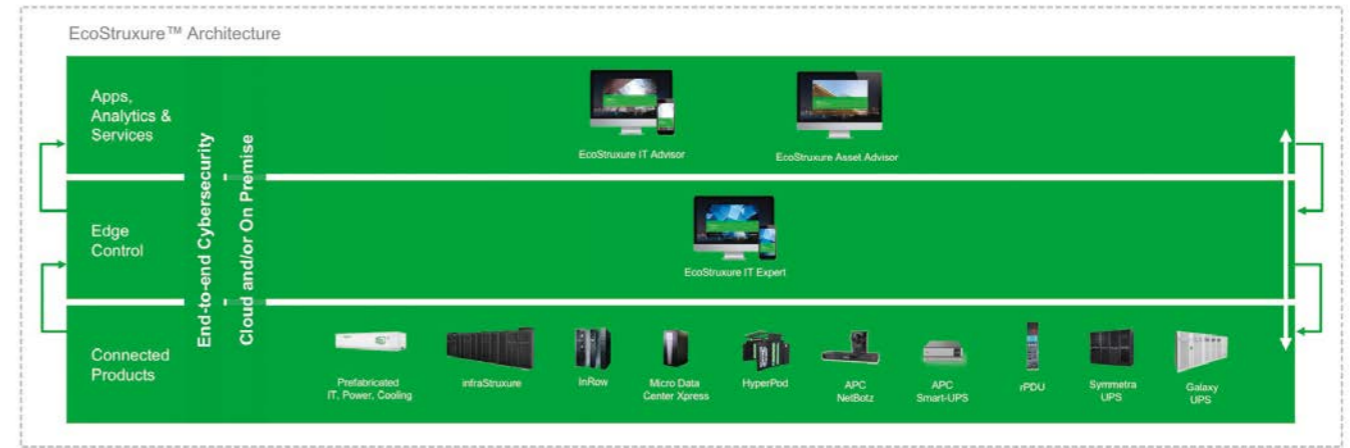 EcoStruxure™ Architecture
Apps,
Analytics &
Services
End-to-end Cybersecurity
Cloud and/or On Premise
EcoStruxure IT Advisor
EcoStruxure Asset Advisor
Edge
Control
EcoStruxure IT Expert
Connected
Products
Prefabricated
IT, Power, Cooling
infraStruxure
InRow
Micro Data
Center Xpress
HyperPod
APC
NetBotz
APC
Smart-UPS
rPDU
Symmetra
UPS
Galaxy
UPS